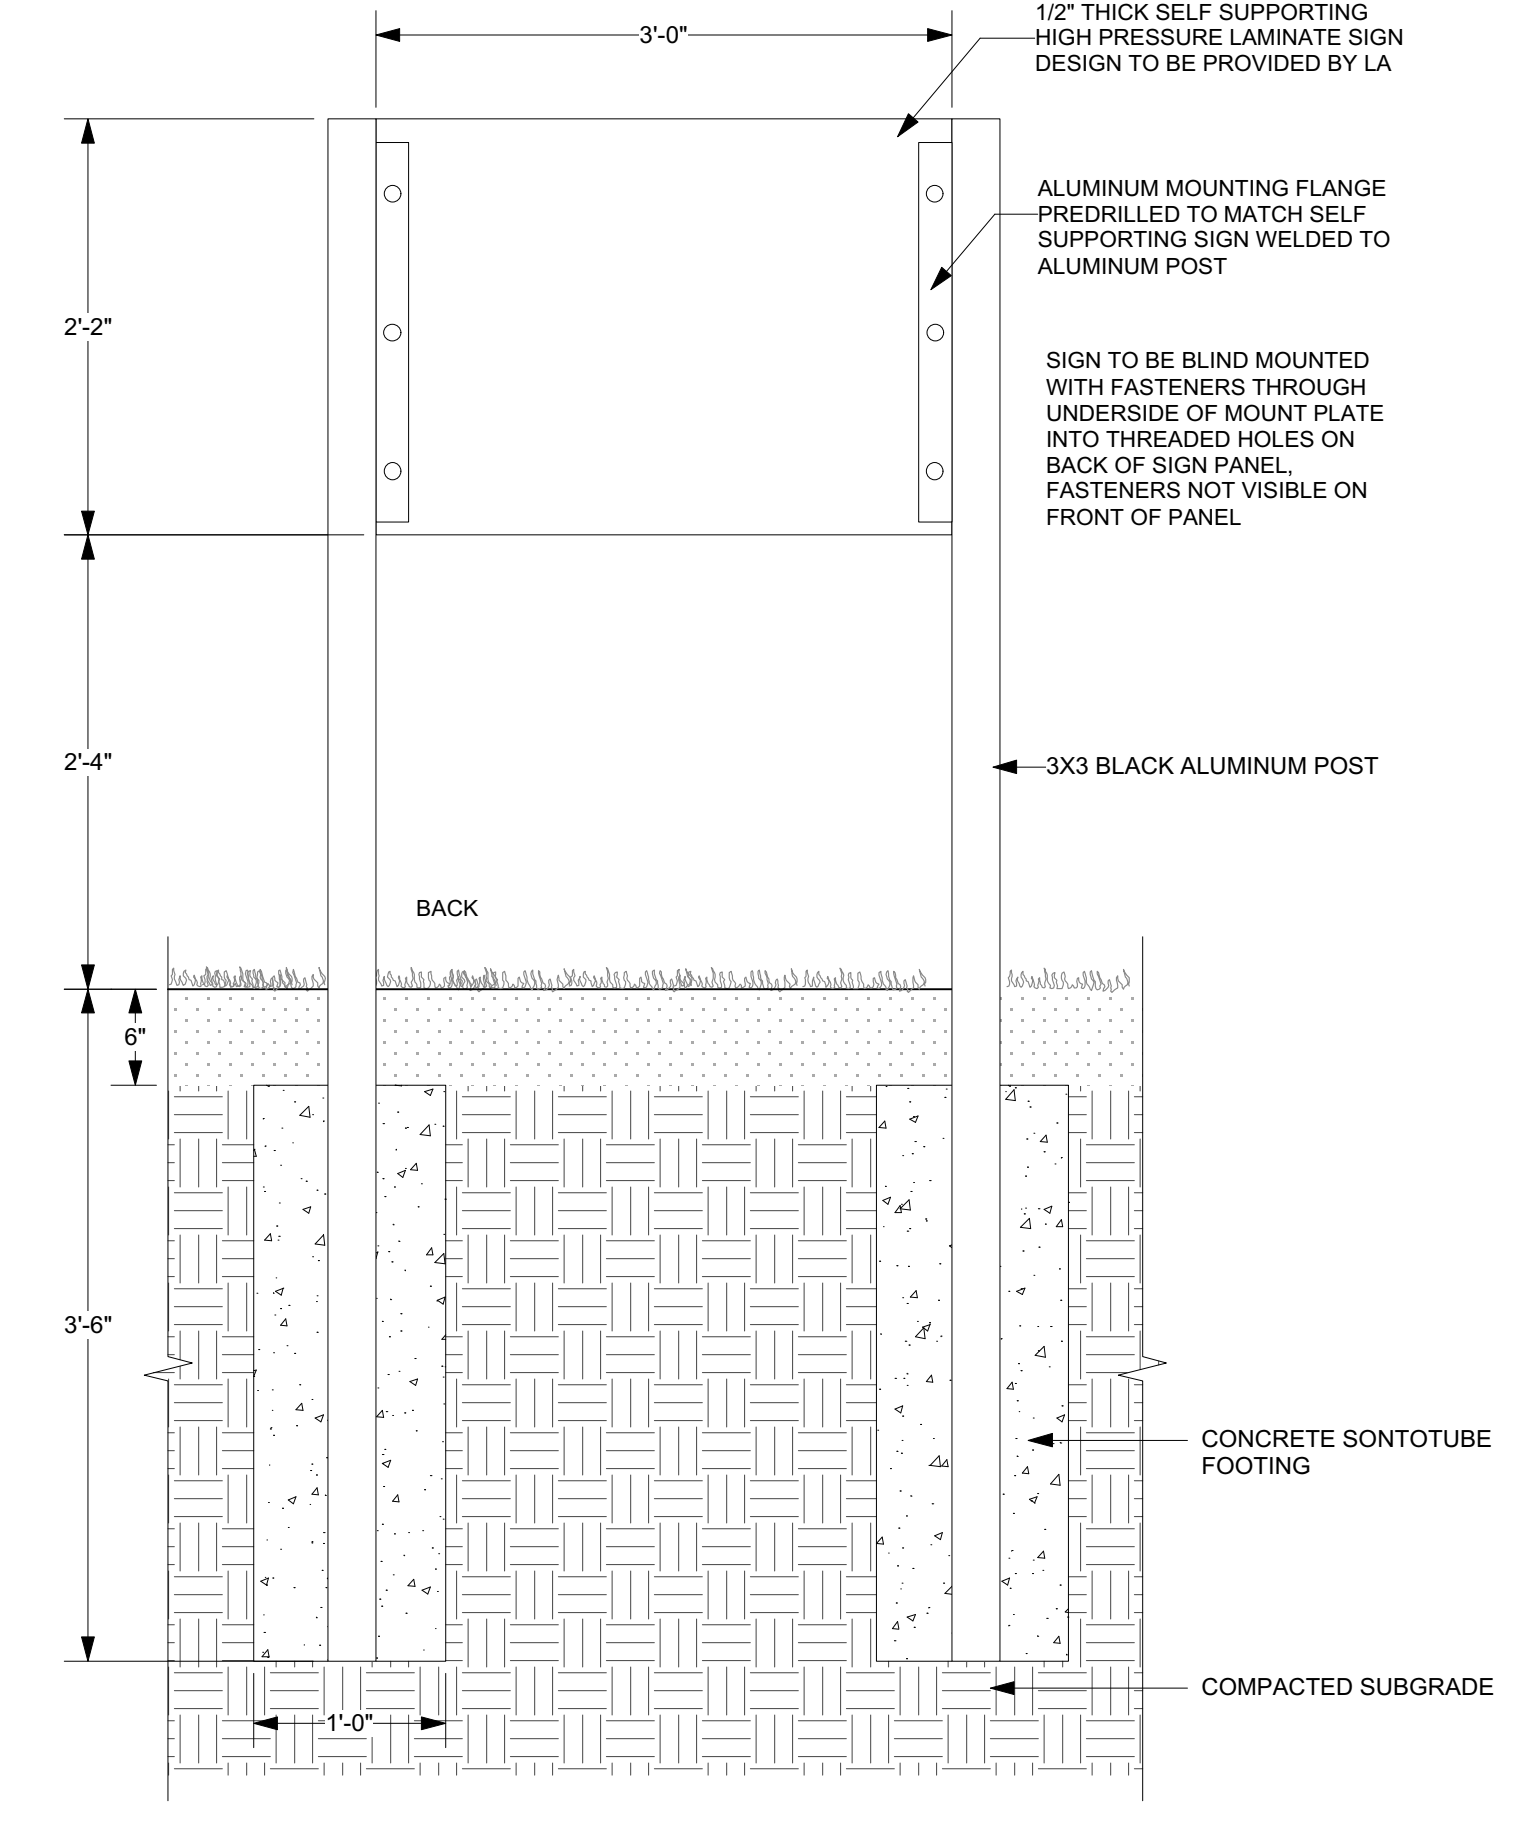 3'-0"
1/2" THICK SELF SUPPORTING
HIGH PRESSURE LAMINATE SIGN
DESIGN TO BE PROVIDED BY LA
ALUMINUM MOUNTING FLANGE
PREDRILLED TO MATCH SELF
SUPPORTING SIGN WELDED TO
ALUMINUM POST
2'-2"
SIGN TO BE BLIND MOUNTED
WITH FASTENERS THROUGH
UNDERSIDE OF MOUNT PLATE
INTO THREADED HOLES ON
BACK OF SIGN PANEL,
FASTENERS NOT VISIBLE ON
FRONT OF PANEL
2'-4"
3X3 BLACK ALUMINUM POST
BACK
6"
3'-6"
CONCRETE SONTOTUBE
FOOTING
COMPACTED SUBGRADE
1'-0"